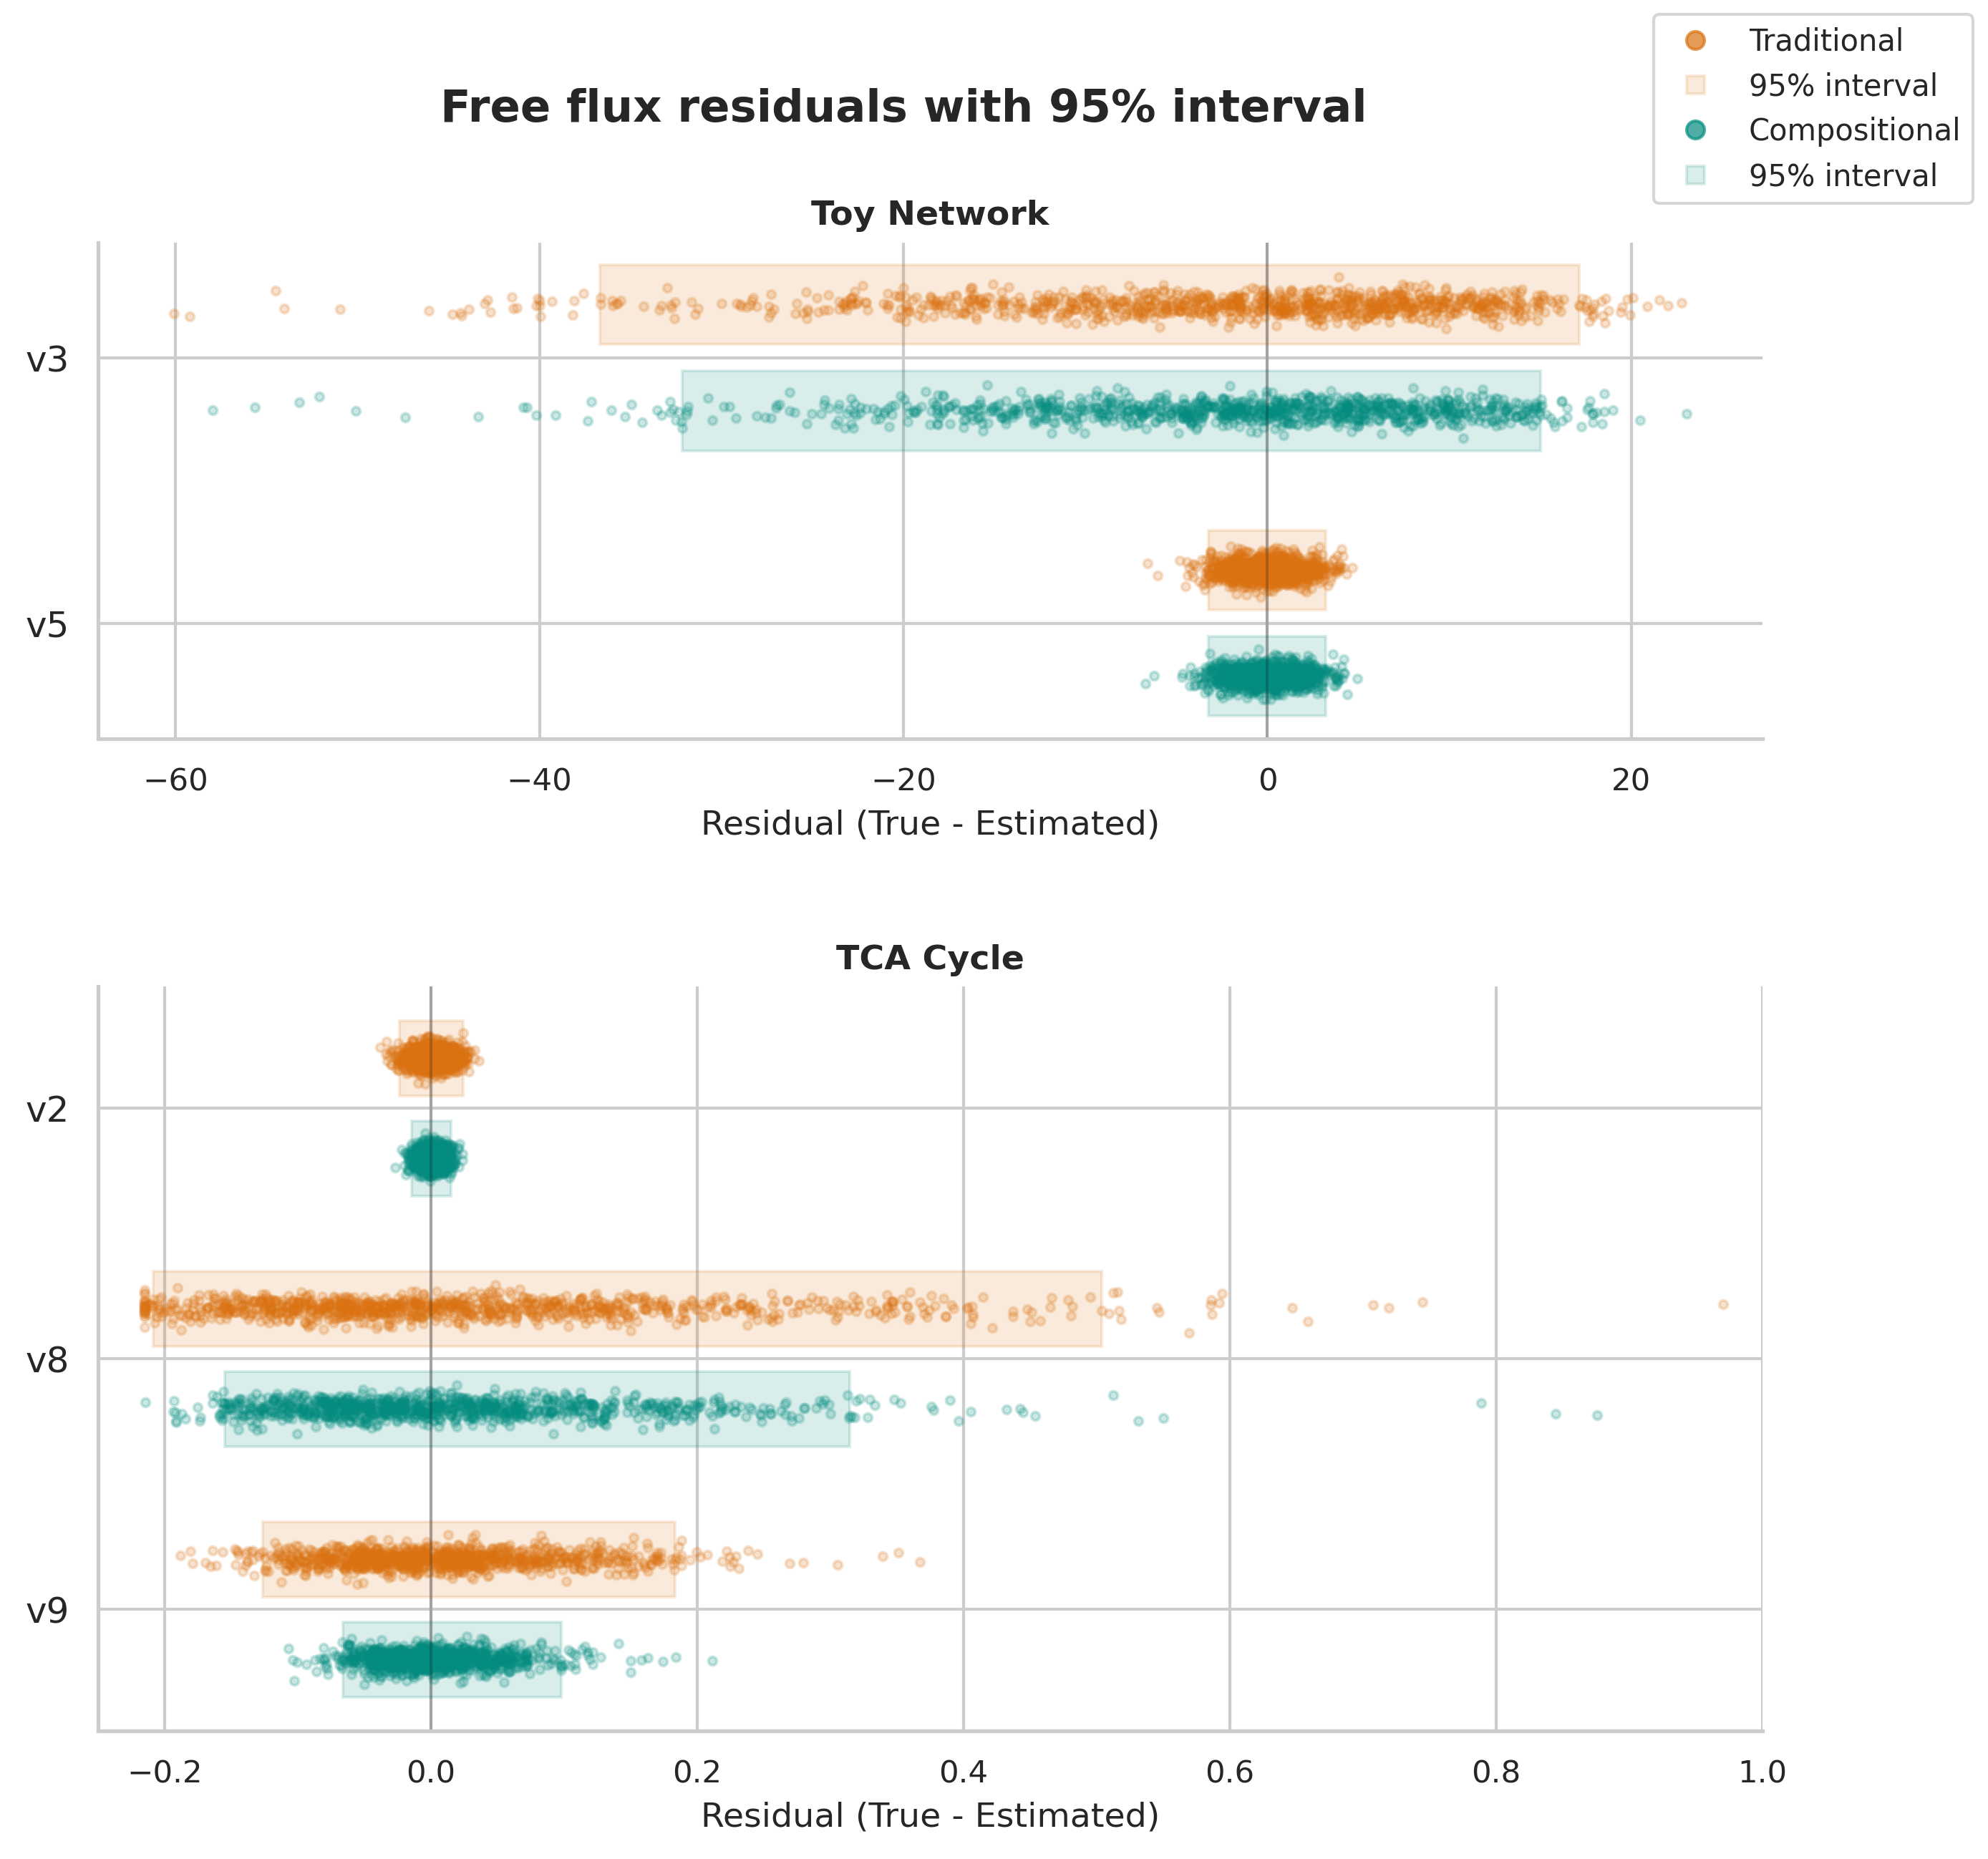 Traditional
95% interval
Compositional
95% interval
Free flux residuals with 95% interval
Toy Network
v3
v5
−60 −40 −20 0 20
Residual (True - Estimated)
TCA Cycle
v2
v8
v9
−0.2 0.0 0.2 0.4 0.6 0.8 1.0
Residual (True - Estimated)